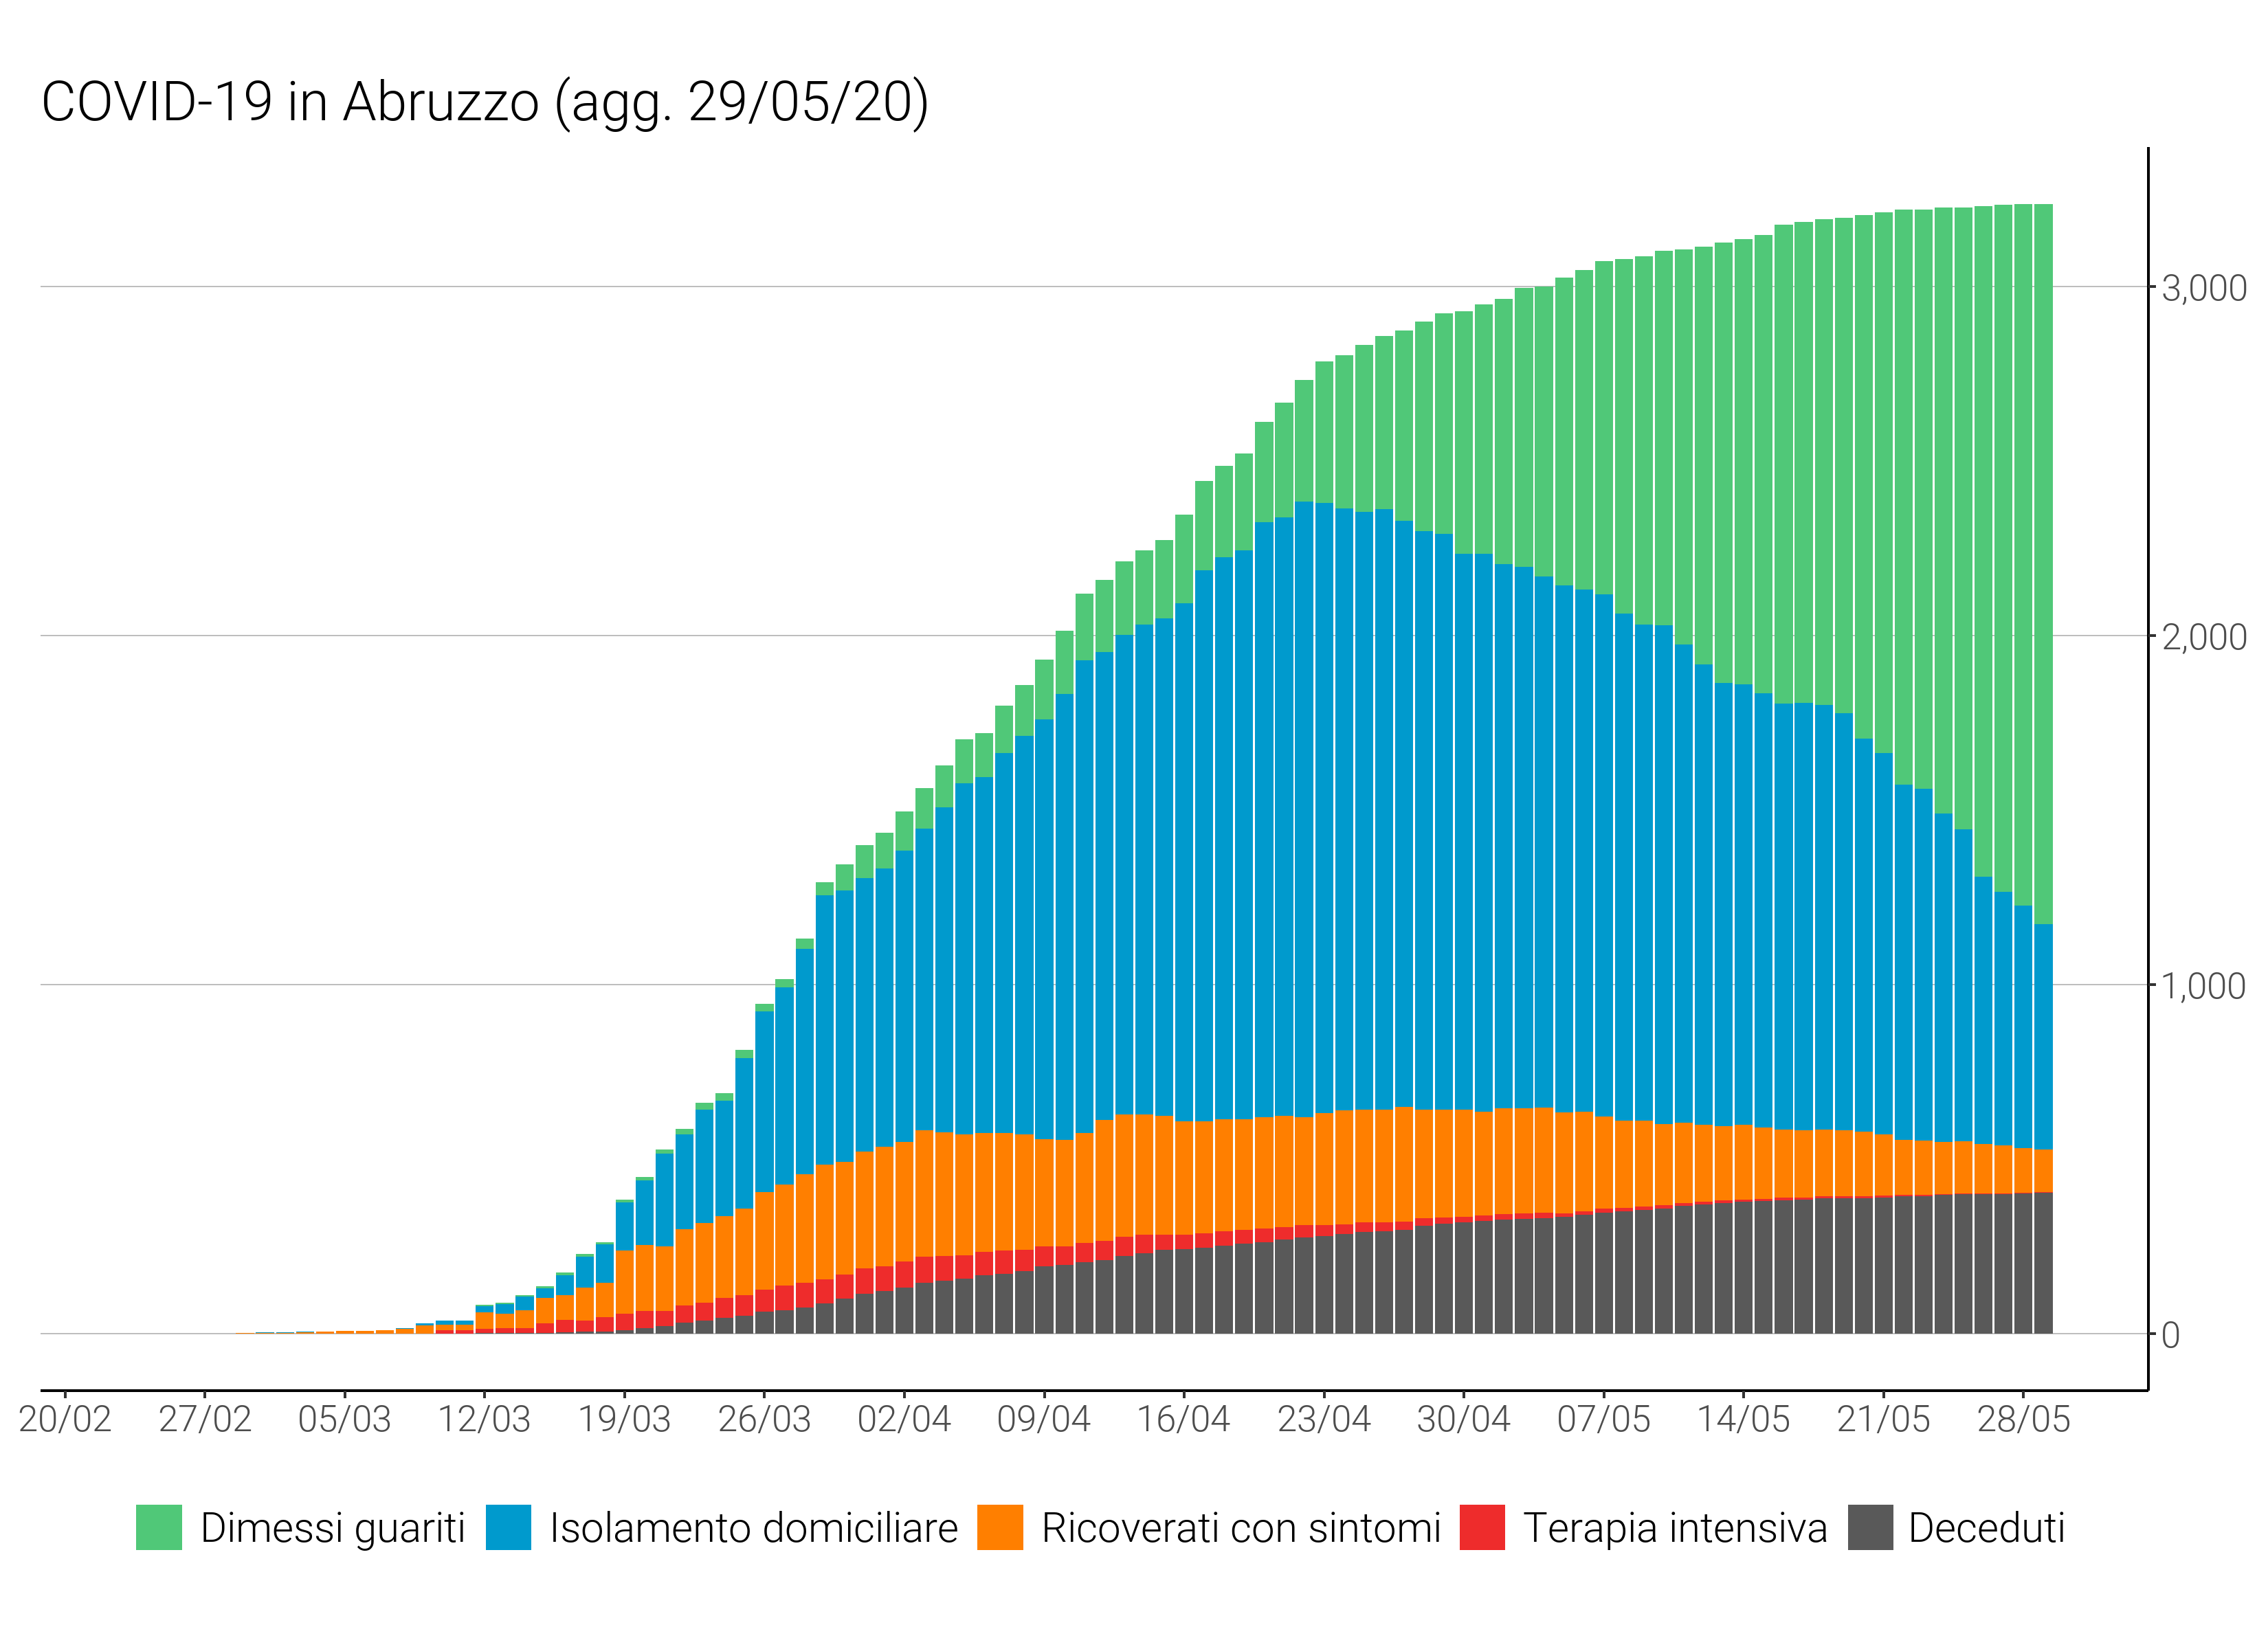 COVID-19 in Abruzzo (agg. 29/05/20)
3,000
2,000
1,000
0
20/02 27/02 05/03 12/03 19/03 26/03 02/04 09/04 16/04 23/04 30/04 07/05 14/05 21/05 28/05
Dimessi guariti Isolamento domiciliare Ricoverati con sintomi Terapia intensiva Deceduti